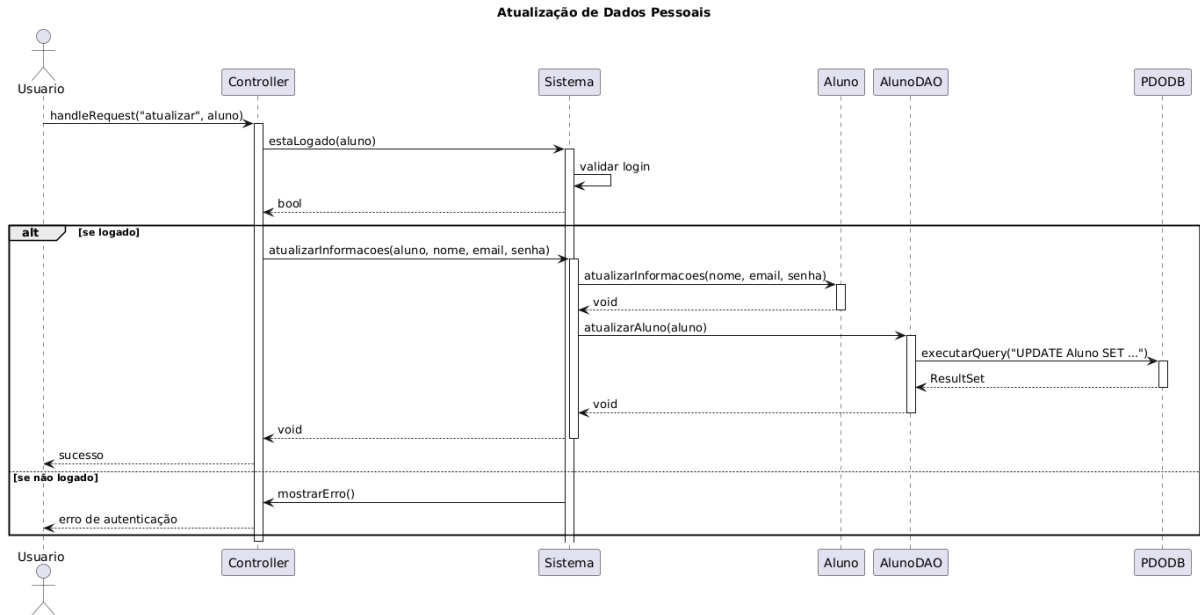 Atualização de Dados Pessoais
Usuario
Controller
Sistema
Aluno
AlunoDAO
PDODB
handleRequest("atualizar", aluno)
estaLogado(aluno)
validar login
bool
alt
[se logado]
atualizarInformacoes(aluno, nome, email, senha)
atualizarInformacoes(nome, email, senha)
void
atualizarAluno(aluno)
executarQuery("UPDATE Aluno SET ...")
ResultSet
void
void
sucesso
[se não logado]
mostrarErro()
erro de autenticação
Usuario
Controller
Sistema
Aluno
AlunoDAO
PDODB